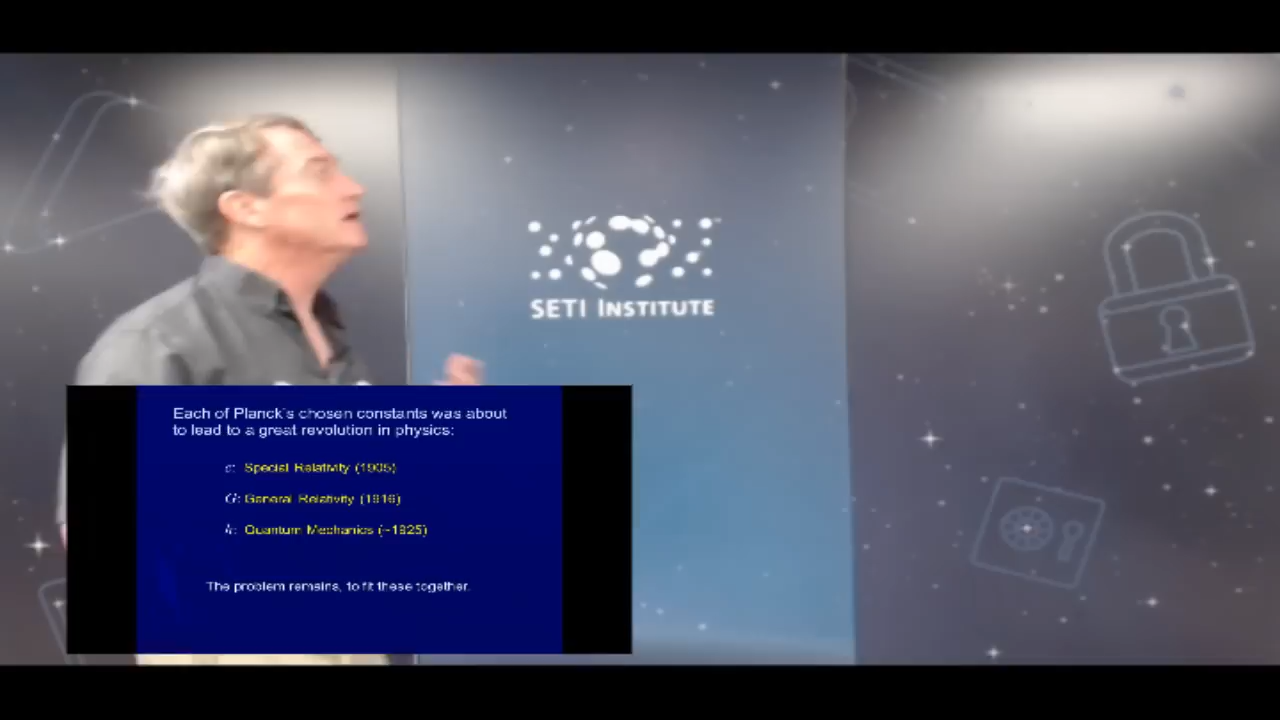 SETI INSTITUTE
Each of Planck's chosen constants was about
to lead to a great revolution in physics:
c: Special Relativity (1905)
G: General Relativity (1916)
h: Quantum Mechanics (~1925)
The problem remains, to fit these together.